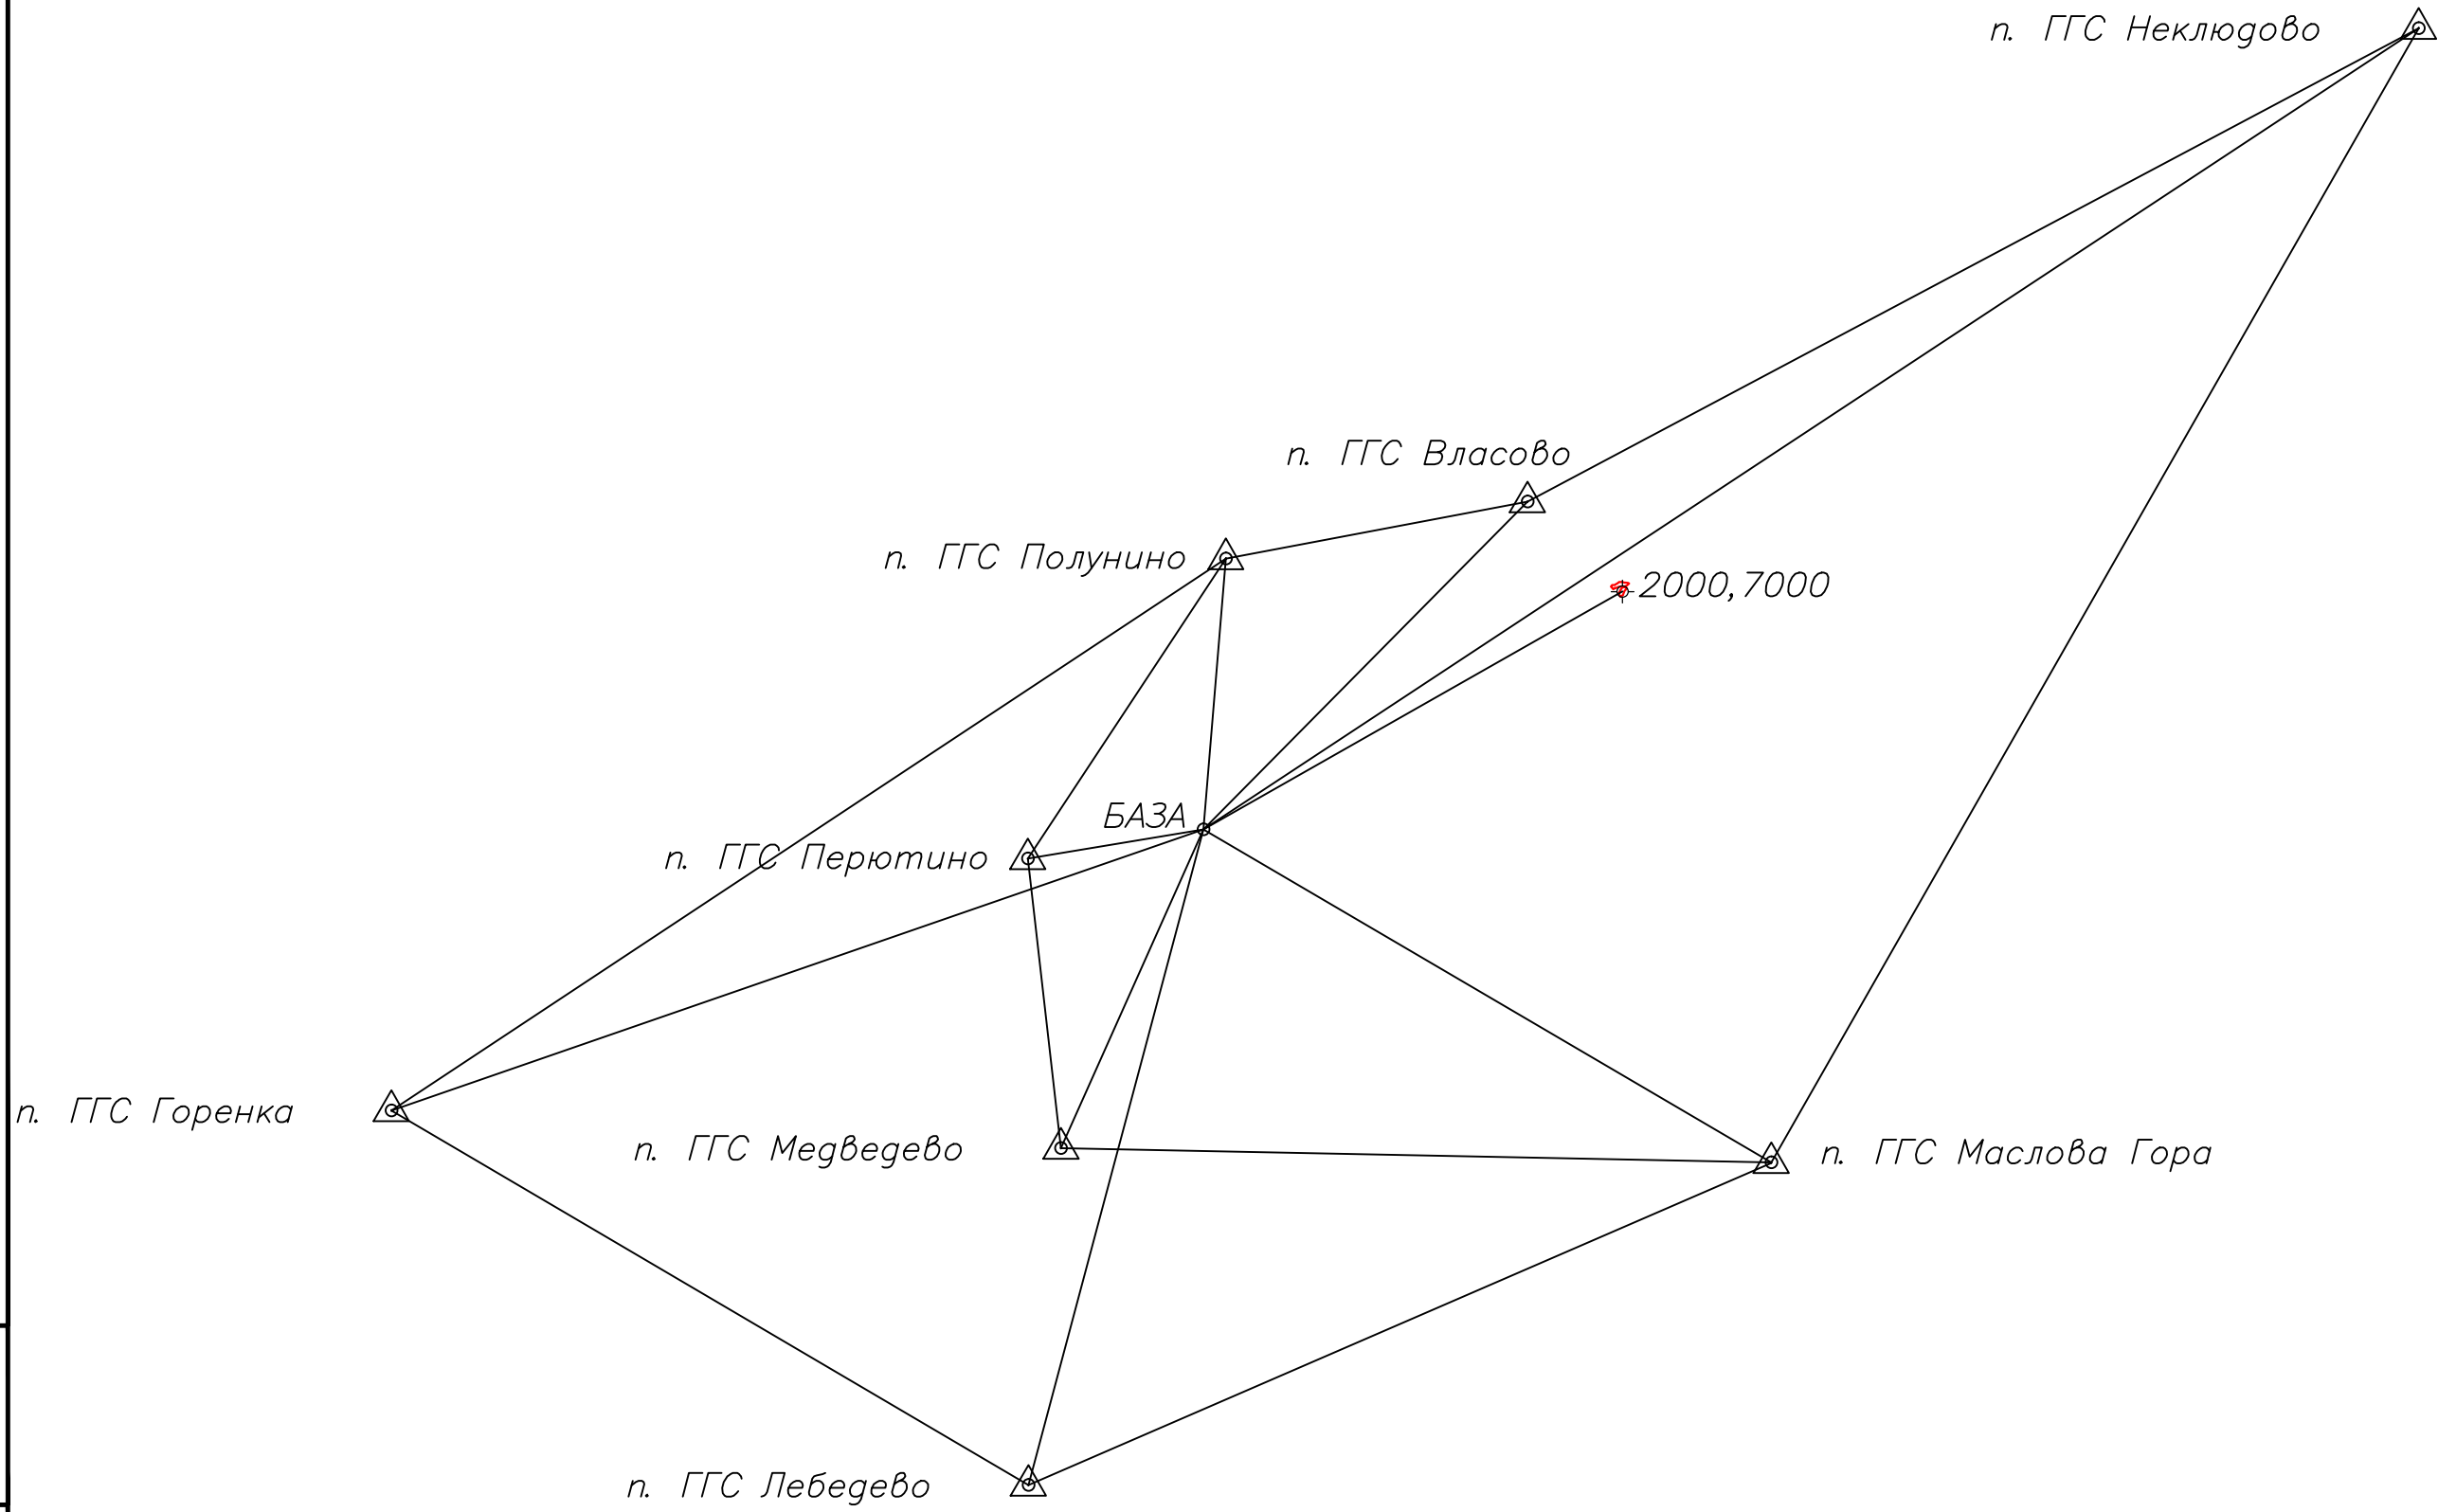 п. ГГС Неклюдово
п. ГГС Власово
п. ГГС Полунино
2000,7000
БАЗА
п. ГГС Перютино
п. ГГС Горенка
п. ГГС Медведево
п. ГГС Маслова Гора
п. ГГС Лебедево